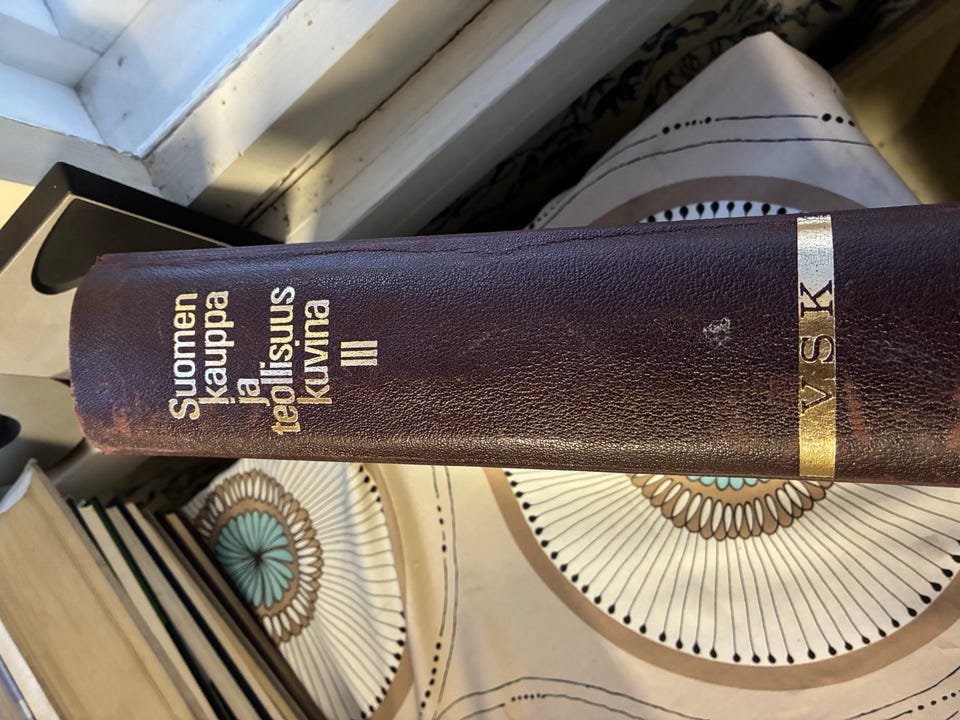 Suomen
kauppa
ja
teollisuus
kuvina
III
VSK